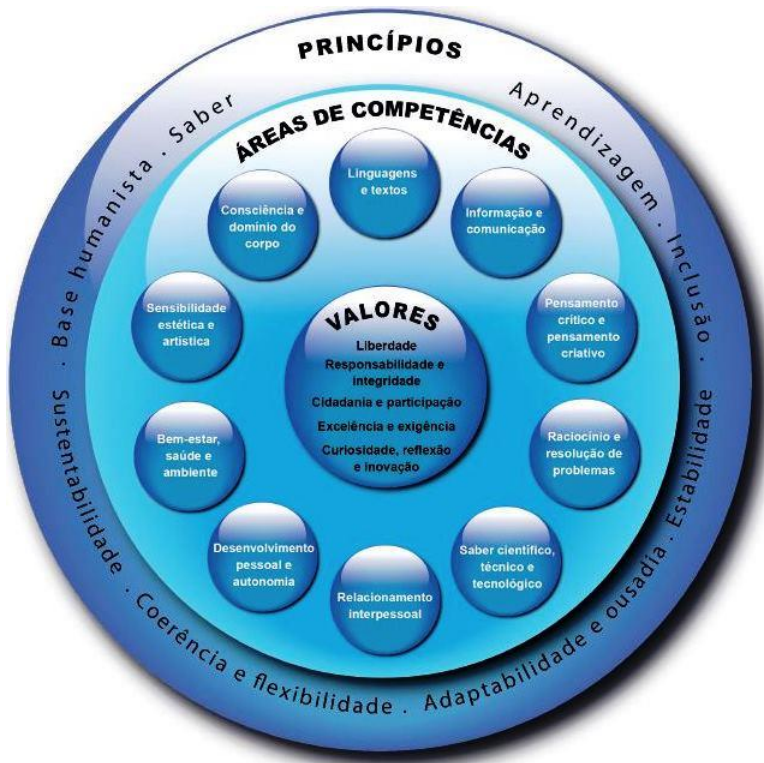 PRINCÍPIOS
Base humanista . Saber
Aprendizagem . Inclusão .
Estabilidade
Adaptabilidade e ousadia .
Coerência e flexibilidade .
Sustentabilidade .
ÁREAS DE COMPETÊNCIAS
Linguagens
e textos
Informação e
comunicação
Pensamento
crítico e
pensamento
criativo
Raciocínio e
resolução de
problemas
Saber científico,
técnico e
tecnológico
Relacionamento
interpessoal
Desenvolvimento
pessoal e
autonomia
Bem-estar,
saúde e
ambiente
Sensibilidade
estética e
artística
Consciência e
domínio do
corpo
VALORES
Liberdade
Responsabilidade e
integridade
Cidadania e participação
Excelência e exigência
Curiosidade, reflexão
e inovação